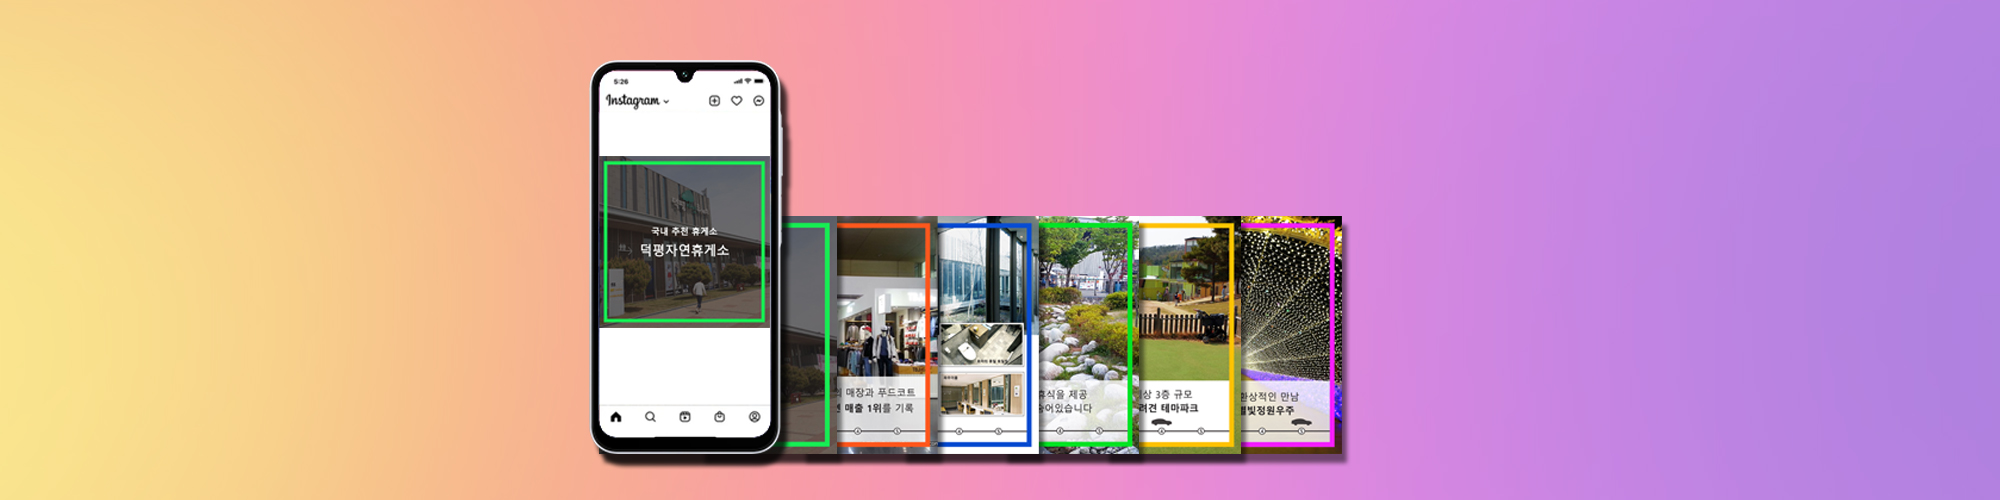 5:26
Instagram
국내 추천 휴게소
덕평자연휴게소
매장과 푸드코트
매출 1위를 기록
휴식을 제공
숨어있습니다
상 3층 규모
려견 테마파크
환상적인 만남
별빛정원우주